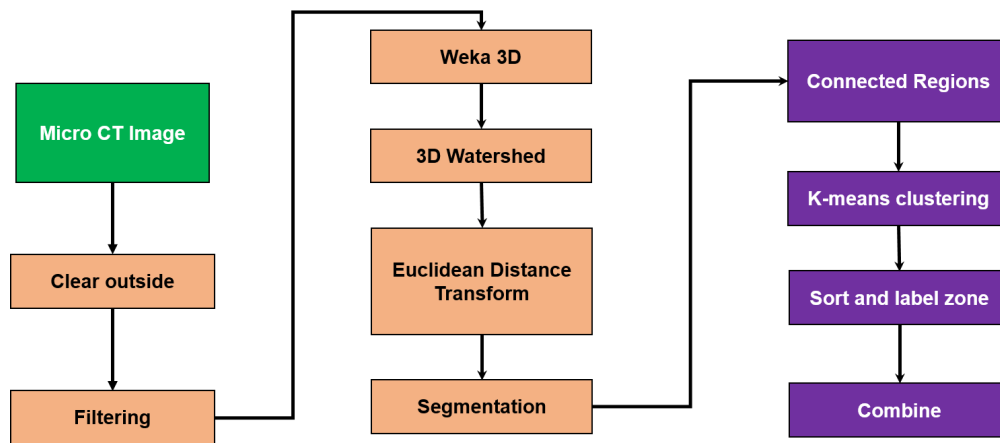 Micro CT Image
Clear outside
Filtering
Weka 3D
3D Watershed
Euclidean Distance
Transform
Segmentation
Connected Regions
K-means clustering
Sort and label zone
Combine